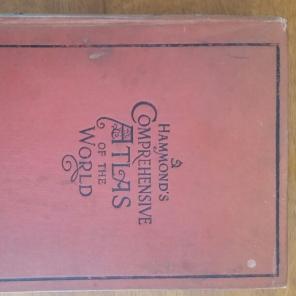 HAMMOND'S
COMPREHENSIVE
ATLAS
OF THE
WORLD